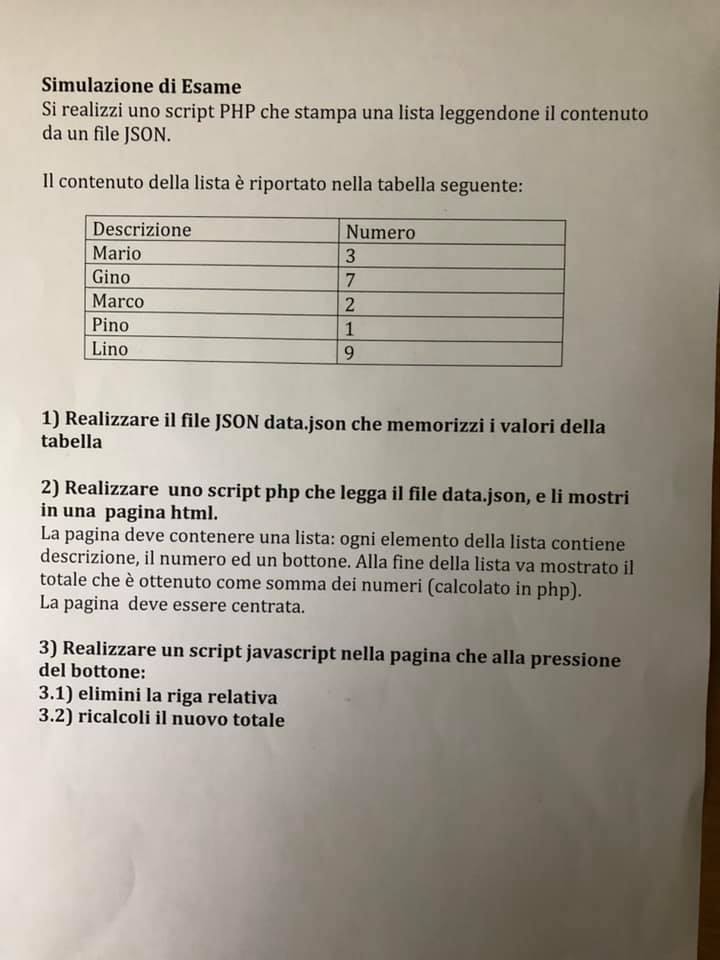 Simulazione di Esame
Si realizzi uno script PHP che stampa una lista leggendone il contenuto
da un file JSON.
Il contenuto della lista è riportato nella tabella seguente:
Descrizione Numero
Mario 3
Gino 7
Marco 2
Pino 1
Lino 9
1) Realizzare il file JSON data.json che memorizzi i valori della
tabella
2) Realizzare uno script php che legga il file data.json, e li mostri
in una pagina html.
La pagina deve contenere una lista: ogni elemento della lista contiene
descrizione, il numero ed un bottone. Alla fine della lista va mostrato il
totale che è ottenuto come somma dei numeri (calcolato in php).
La pagina deve essere centrata.
3) Realizzare un script javascript nella pagina che alla pressione
del bottone:
3.1) elimini la riga relativa
3.2) ricalcoli il nuovo totale